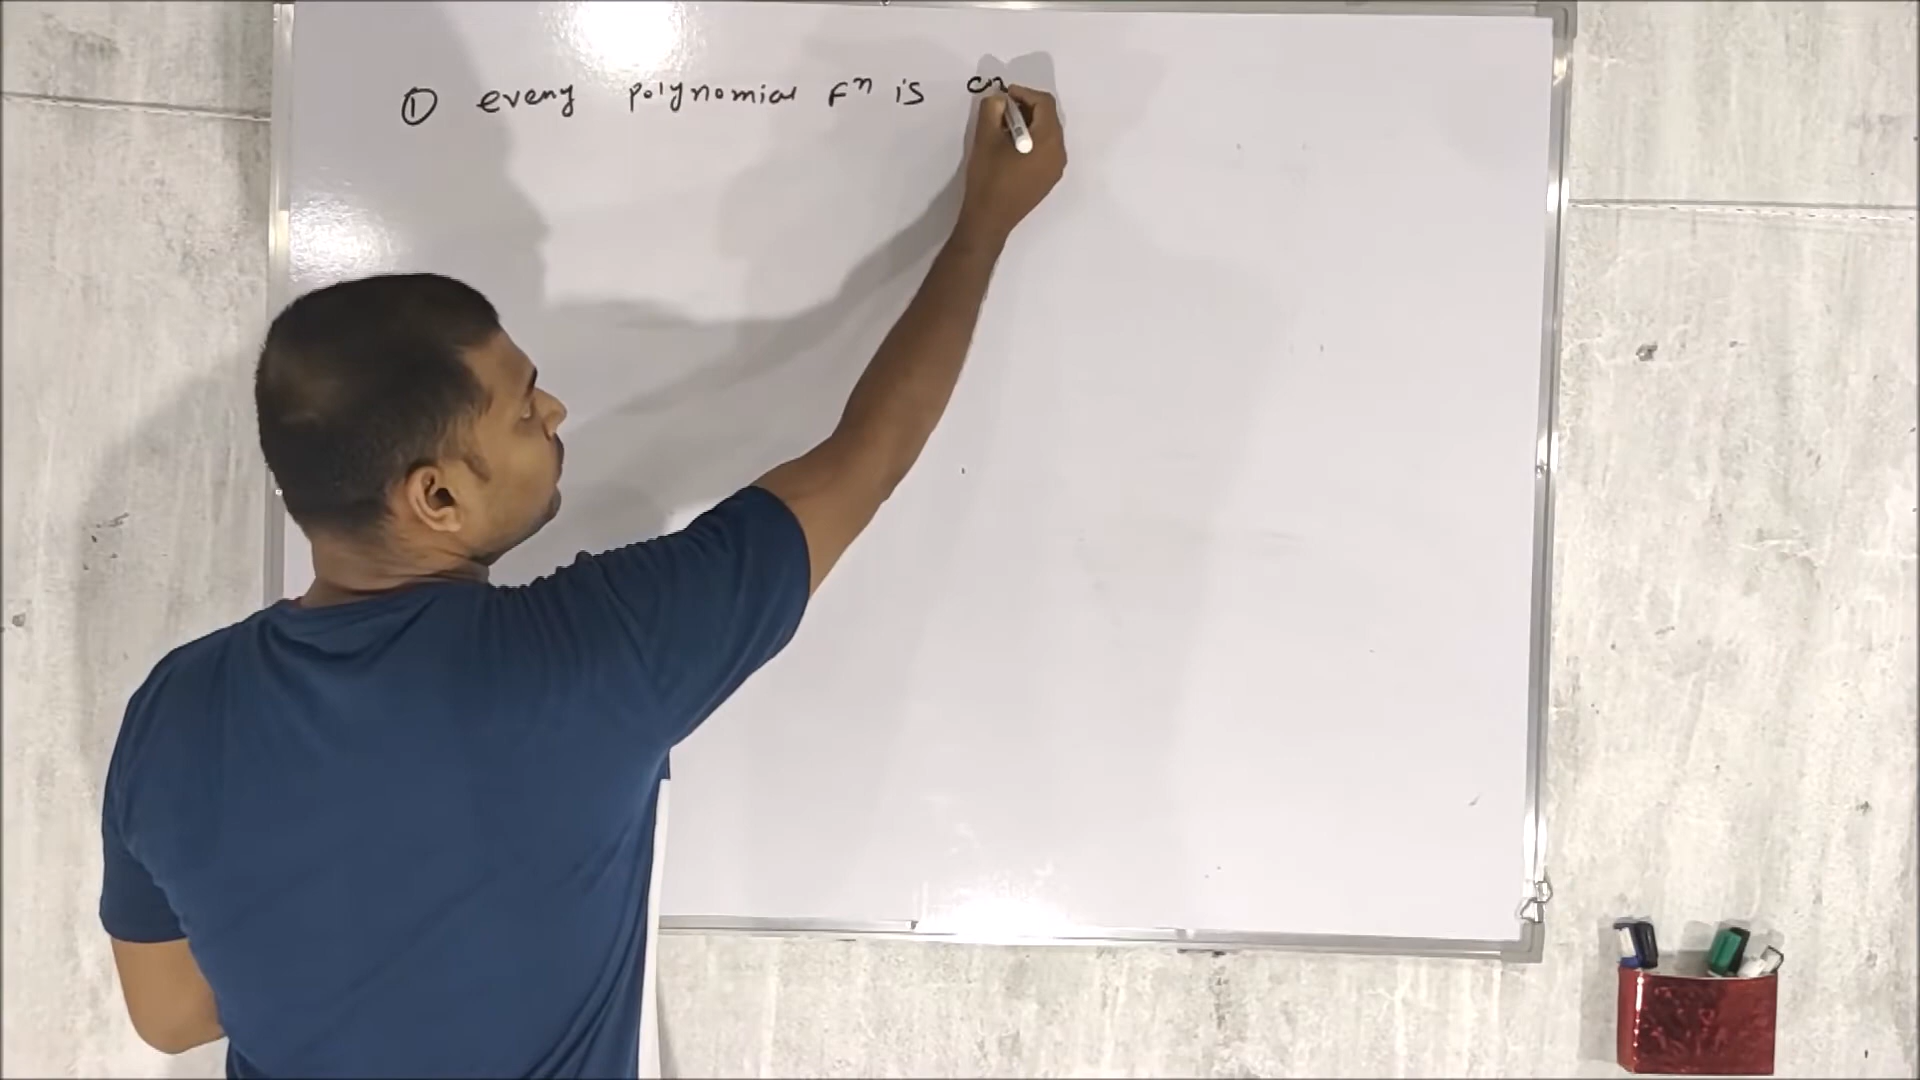 ① every polynomial Fⁿ is